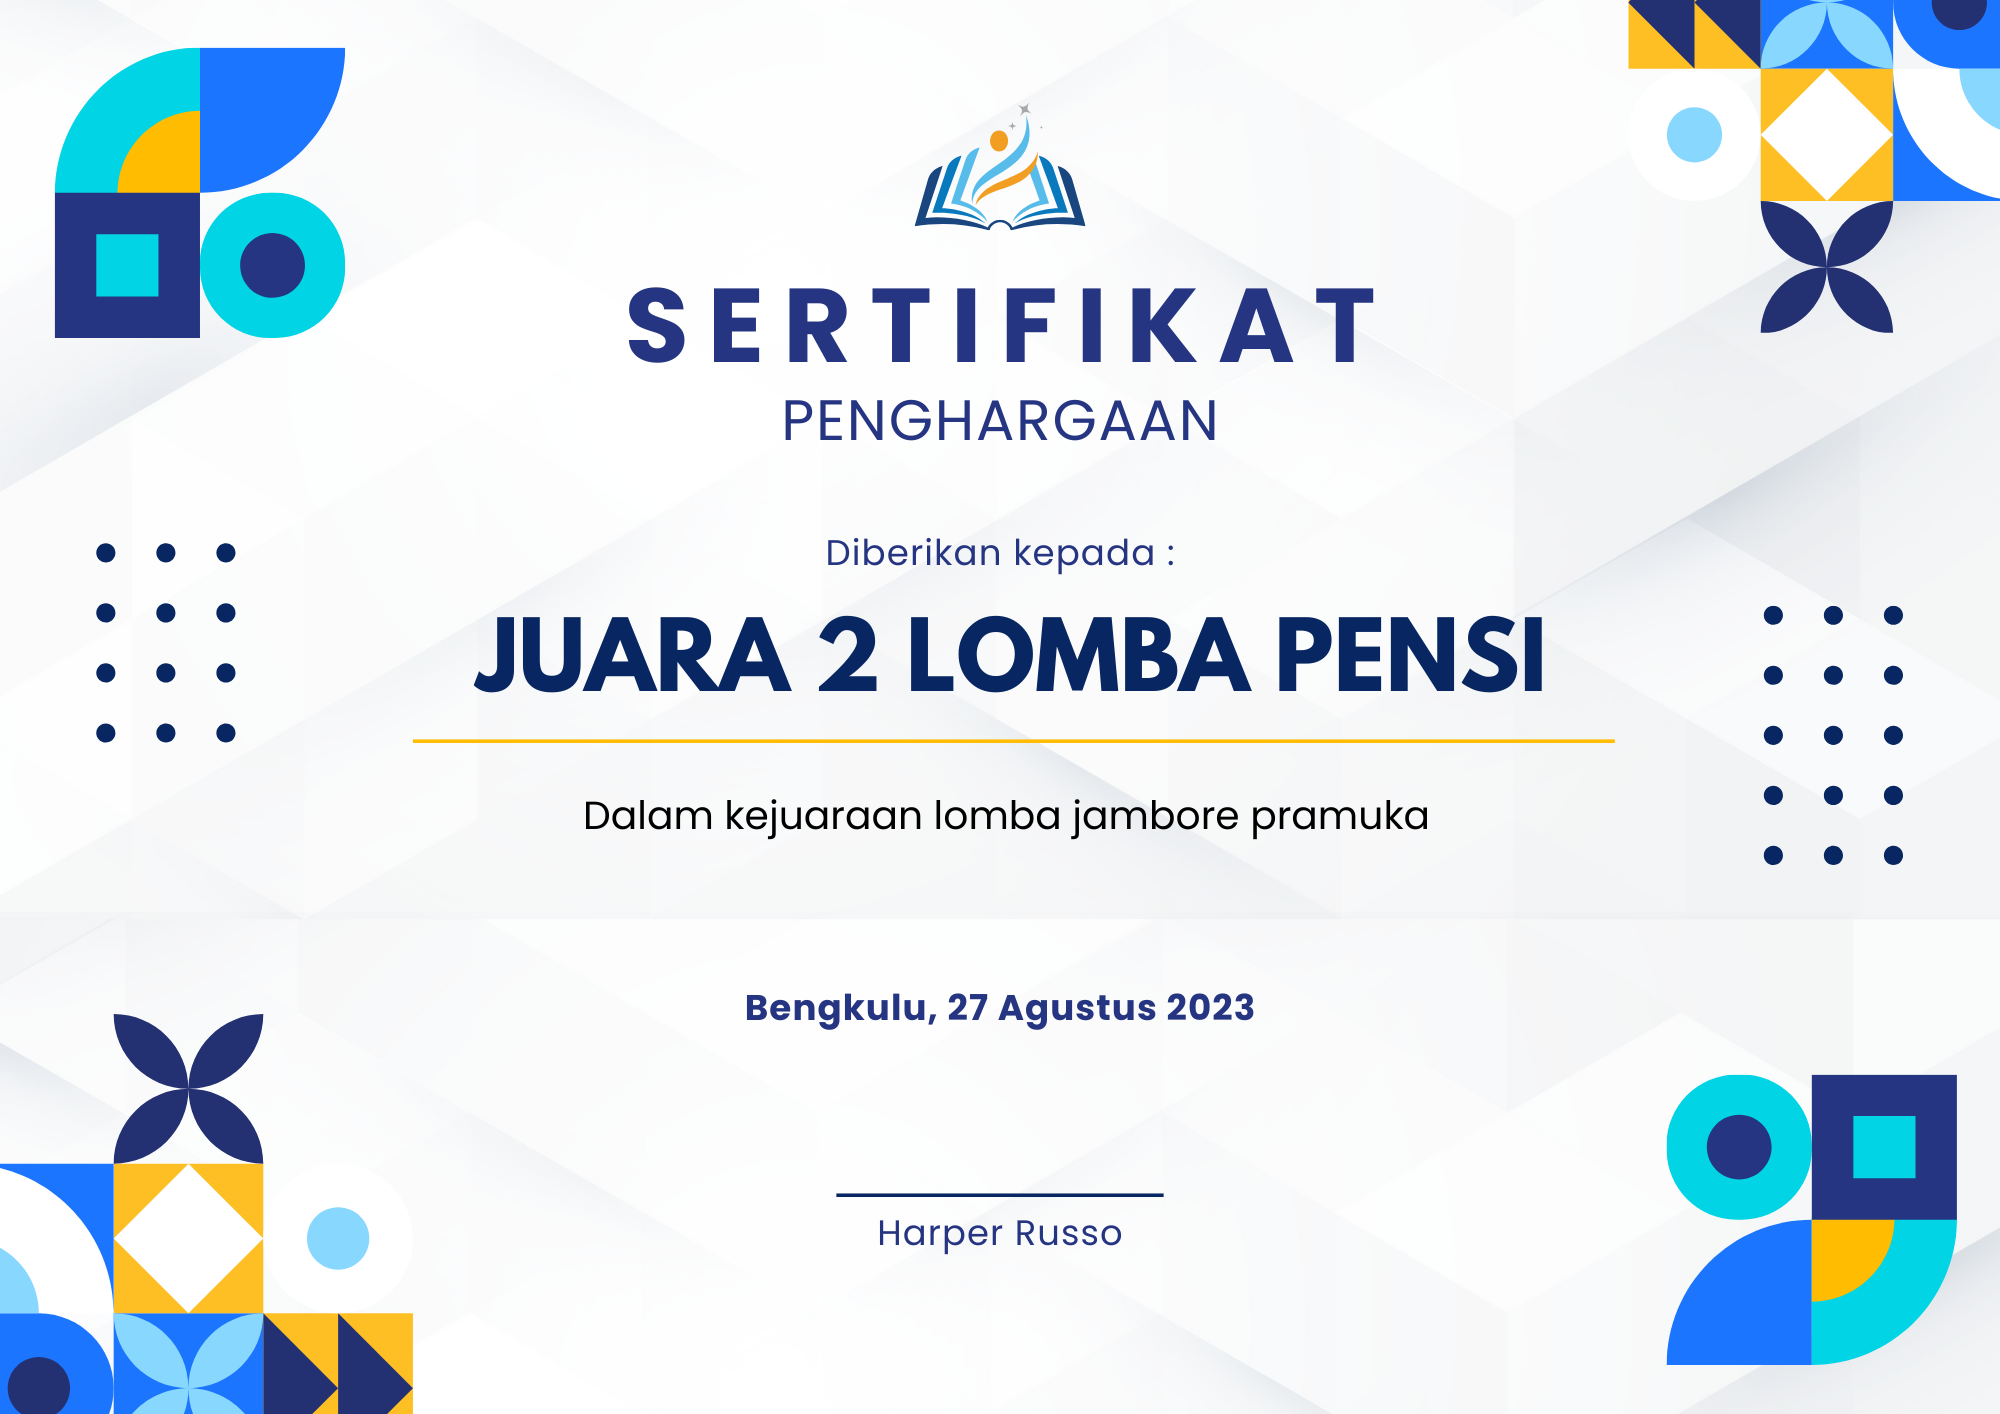 SERTIFIKAT
PENGHARGAAN
Diberikan kepada :
JUARA 2 LOMBA PENSI
Dalam kejuaraan lomba jambore pramuka
Bengkulu, 27 Agustus 2023
Harper Russo